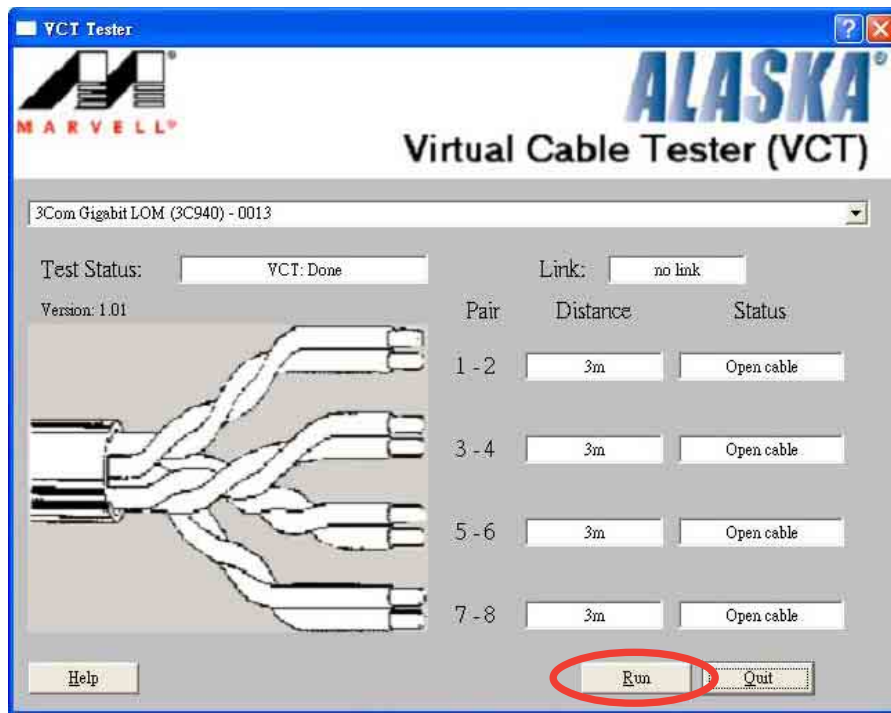 VCT Tester
MARVELL®
ALASKA®
Virtual Cable Tester (VCT)
3Com Gigabit LOM (3C940) - 0013
Test Status: VCT: Done Link: no link
Version: 1.01 Pair Distance Status
1 - 2 3m Open cable
3 - 4 3m Open cable
5 - 6 3m Open cable
7 - 8 3m Open cable
Help Run Quit